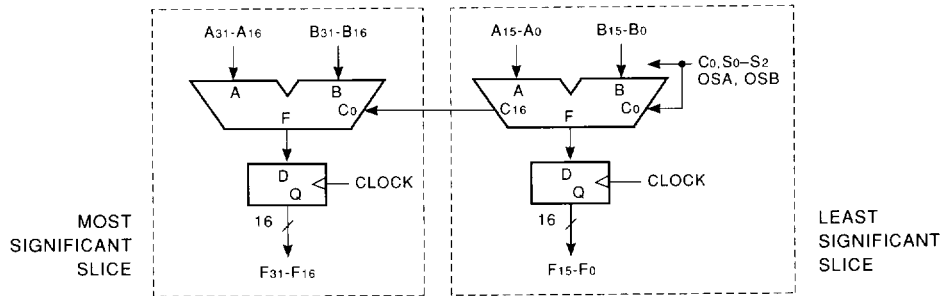 A31-A16 B31-B16
A B
C0
F
D
Q
CLOCK
16
F31-F16
MOST
SIGNIFICANT
SLICE
A15-A0 B15-B0
C0, S0–S2
OSA, OSB
A B
C16 C0
F
D
Q
CLOCK
16
F15-F0
LEAST
SIGNIFICANT
SLICE